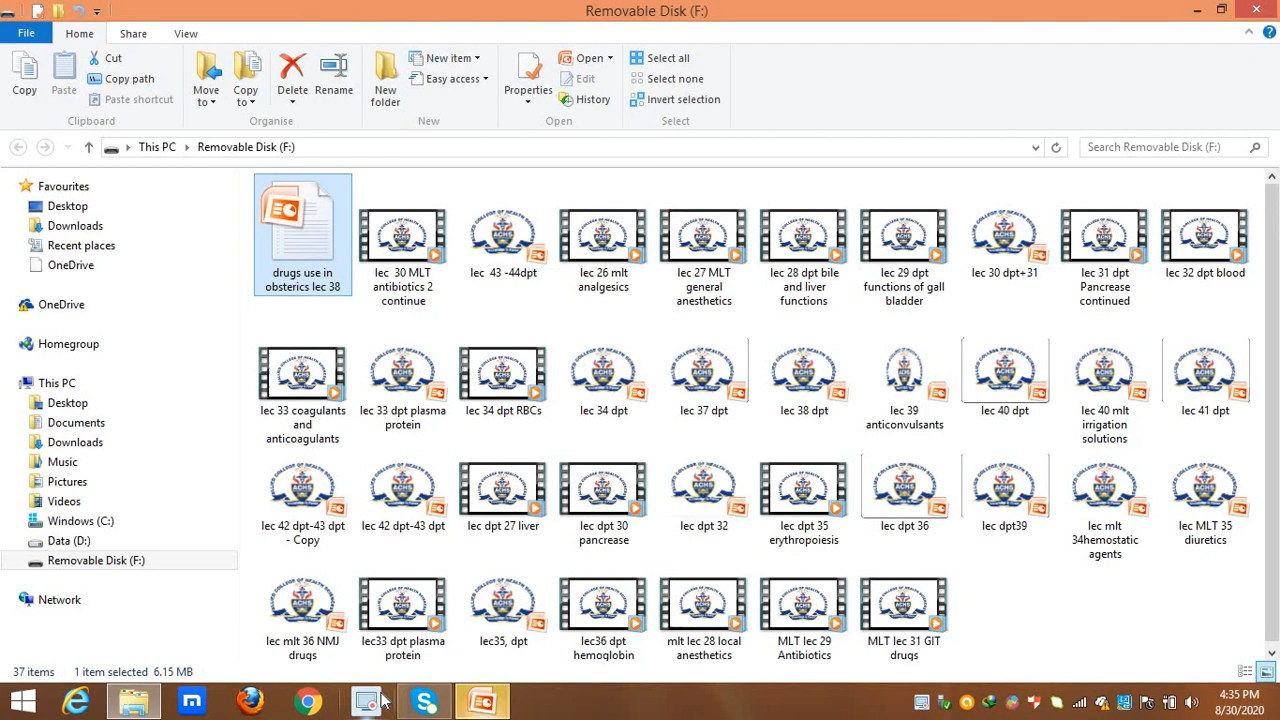 Removable Disk (F:)
File Home Share View
Copy
Paste
Cut
Copy path
Paste shortcut
Clipboard
Move to
Copy to
Delete
Rename
Organise
New folder
New item
Easy access
New
Properties
Open
Edit
History
Open
Select all
Select none
Invert selection
Select
This PC Removable Disk (F:)
Search Removable Disk (F:)
Favourites
Desktop
Downloads
Recent places
OneDrive
OneDrive
Homegroup
This PC
Desktop
Documents
Downloads
Music
Pictures
Videos
Windows (C:)
Data (D:)
Removable Disk (F:)
Network
drugs use in
obsterics lec 38
lec 30 MLT
antibiotics 2
continue
lec 43 -44dpt
lec 26 mlt
analgesics
lec 27 MLT
general
anesthetics
lec 28 dpt bile
and liver
functions
lec 29 dpt
functions of gall
bladder
lec 30 dpt+31
lec 31 dpt
Pancrease
continued
lec 32 dpt blood
lec 33 coagulants
and
anticoagulants
lec 33 dpt plasma
protein
lec 34 dpt RBCs
lec 34 dpt
lec 37 dpt
lec 38 dpt
lec 39
anticonvulsants
lec 40 dpt
lec 40 mlt
irrigation
solutions
lec 41 dpt
lec 42 dpt-43 dpt
- Copy
lec 42 dpt-43 dpt
lec dpt 27 liver
lec dpt 30
pancrease
lec dpt 32
lec dpt 35
erythropoiesis
lec dpt 36
lec dpt39
lec mlt
34hemostatic
agents
lec MLT 35
diuretics
lec mlt 36 NMJ
drugs
lec33 dpt plasma
protein
lec35, dpt
lec36 dpt
hemoglobin
mlt lec 28 local
anesthetics
MLT lec 29
Antibiotics
MLT lec 31 GIT
drugs
37 items 1 item selected 6.15 MB
4:35 PM
8/30/2020